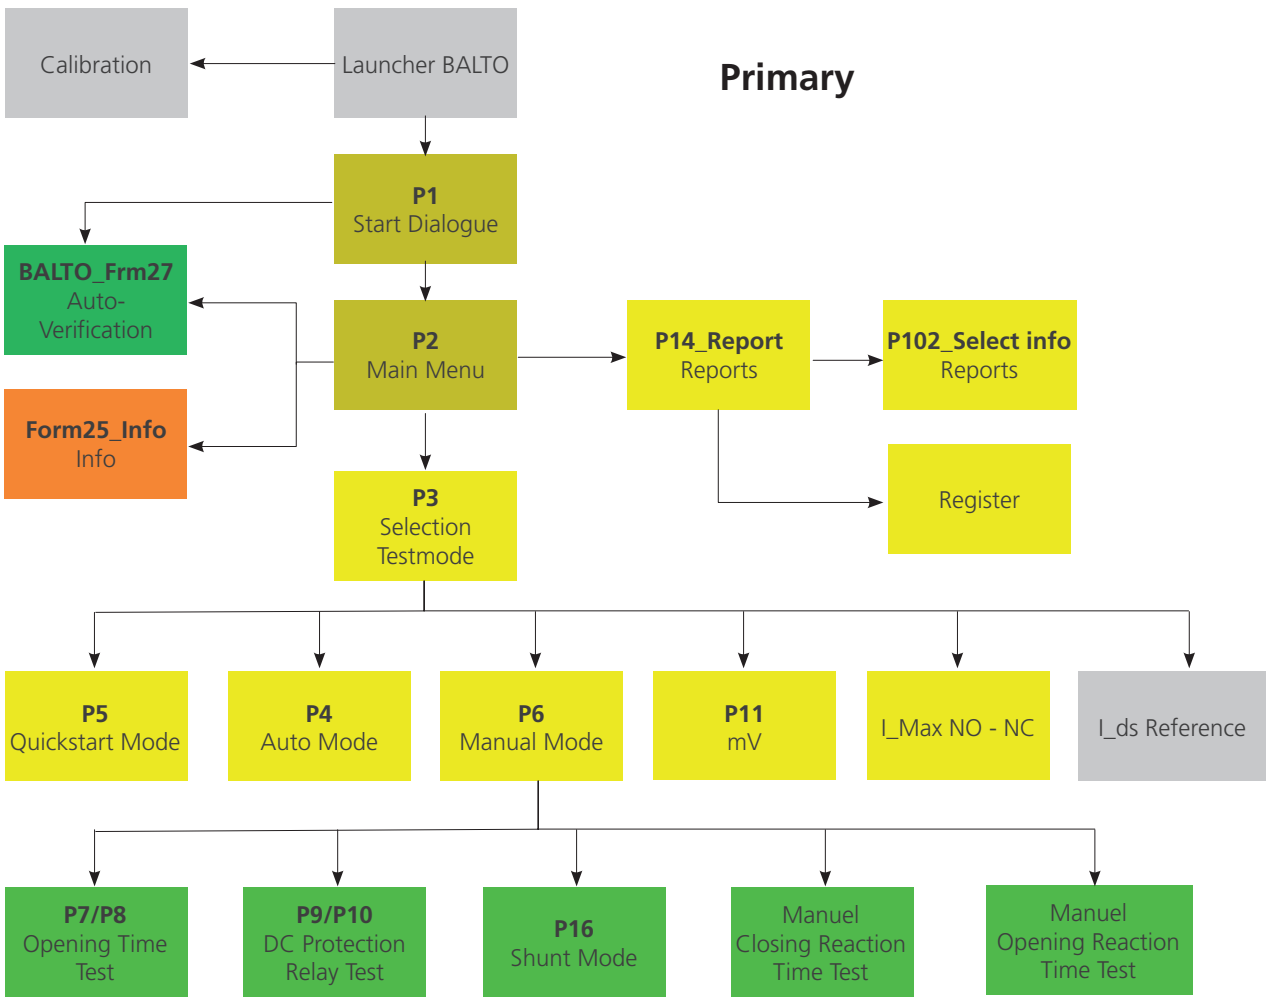 Calibration
Launcher BALTO
Primary
P1
Start Dialogue
BALTO_Frm27
Auto-
Verification
P2
Main Menu
P14_Report
Reports
P102_Select info
Reports
Form25_Info
Info
P3
Selection
Testmode
Register
P5
Quickstart Mode
P4
Auto Mode
P6
Manual Mode
P11
mV
I_Max NO - NC
I_ds Reference
P7/P8
Opening Time
Test
P9/P10
DC Protection
Relay Test
P16
Shunt Mode
Manuel
Closing Reaction
Time Test
Manuel
Opening Reaction
Time Test